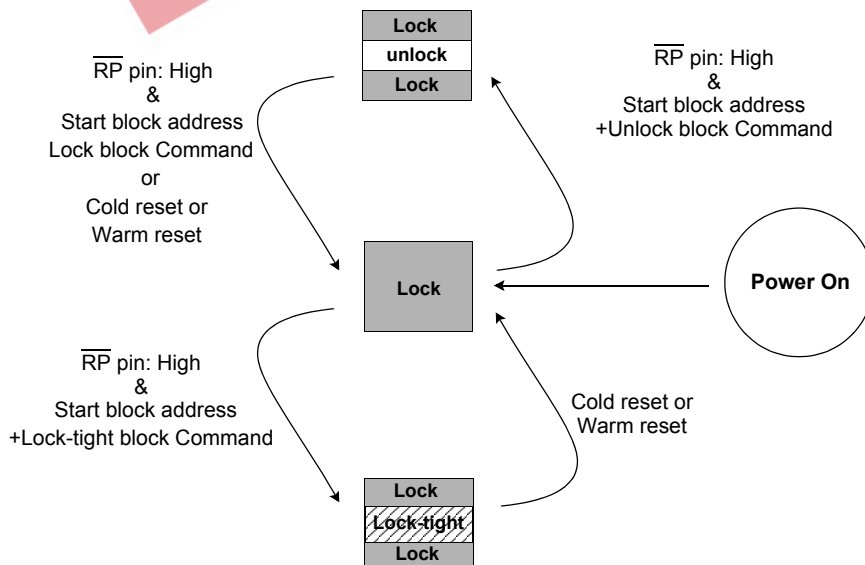 Lock
unlock
Lock
RP pin: High
&
Start block address
Lock block Command
or
Cold reset or
Warm reset
RP pin: High
&
Start block address
+Unlock block Command
Lock
Power On
RP pin: High
&
Start block address
+Lock-tight block Command
Cold reset or
Warm reset
Lock
Lock-tight
Lock